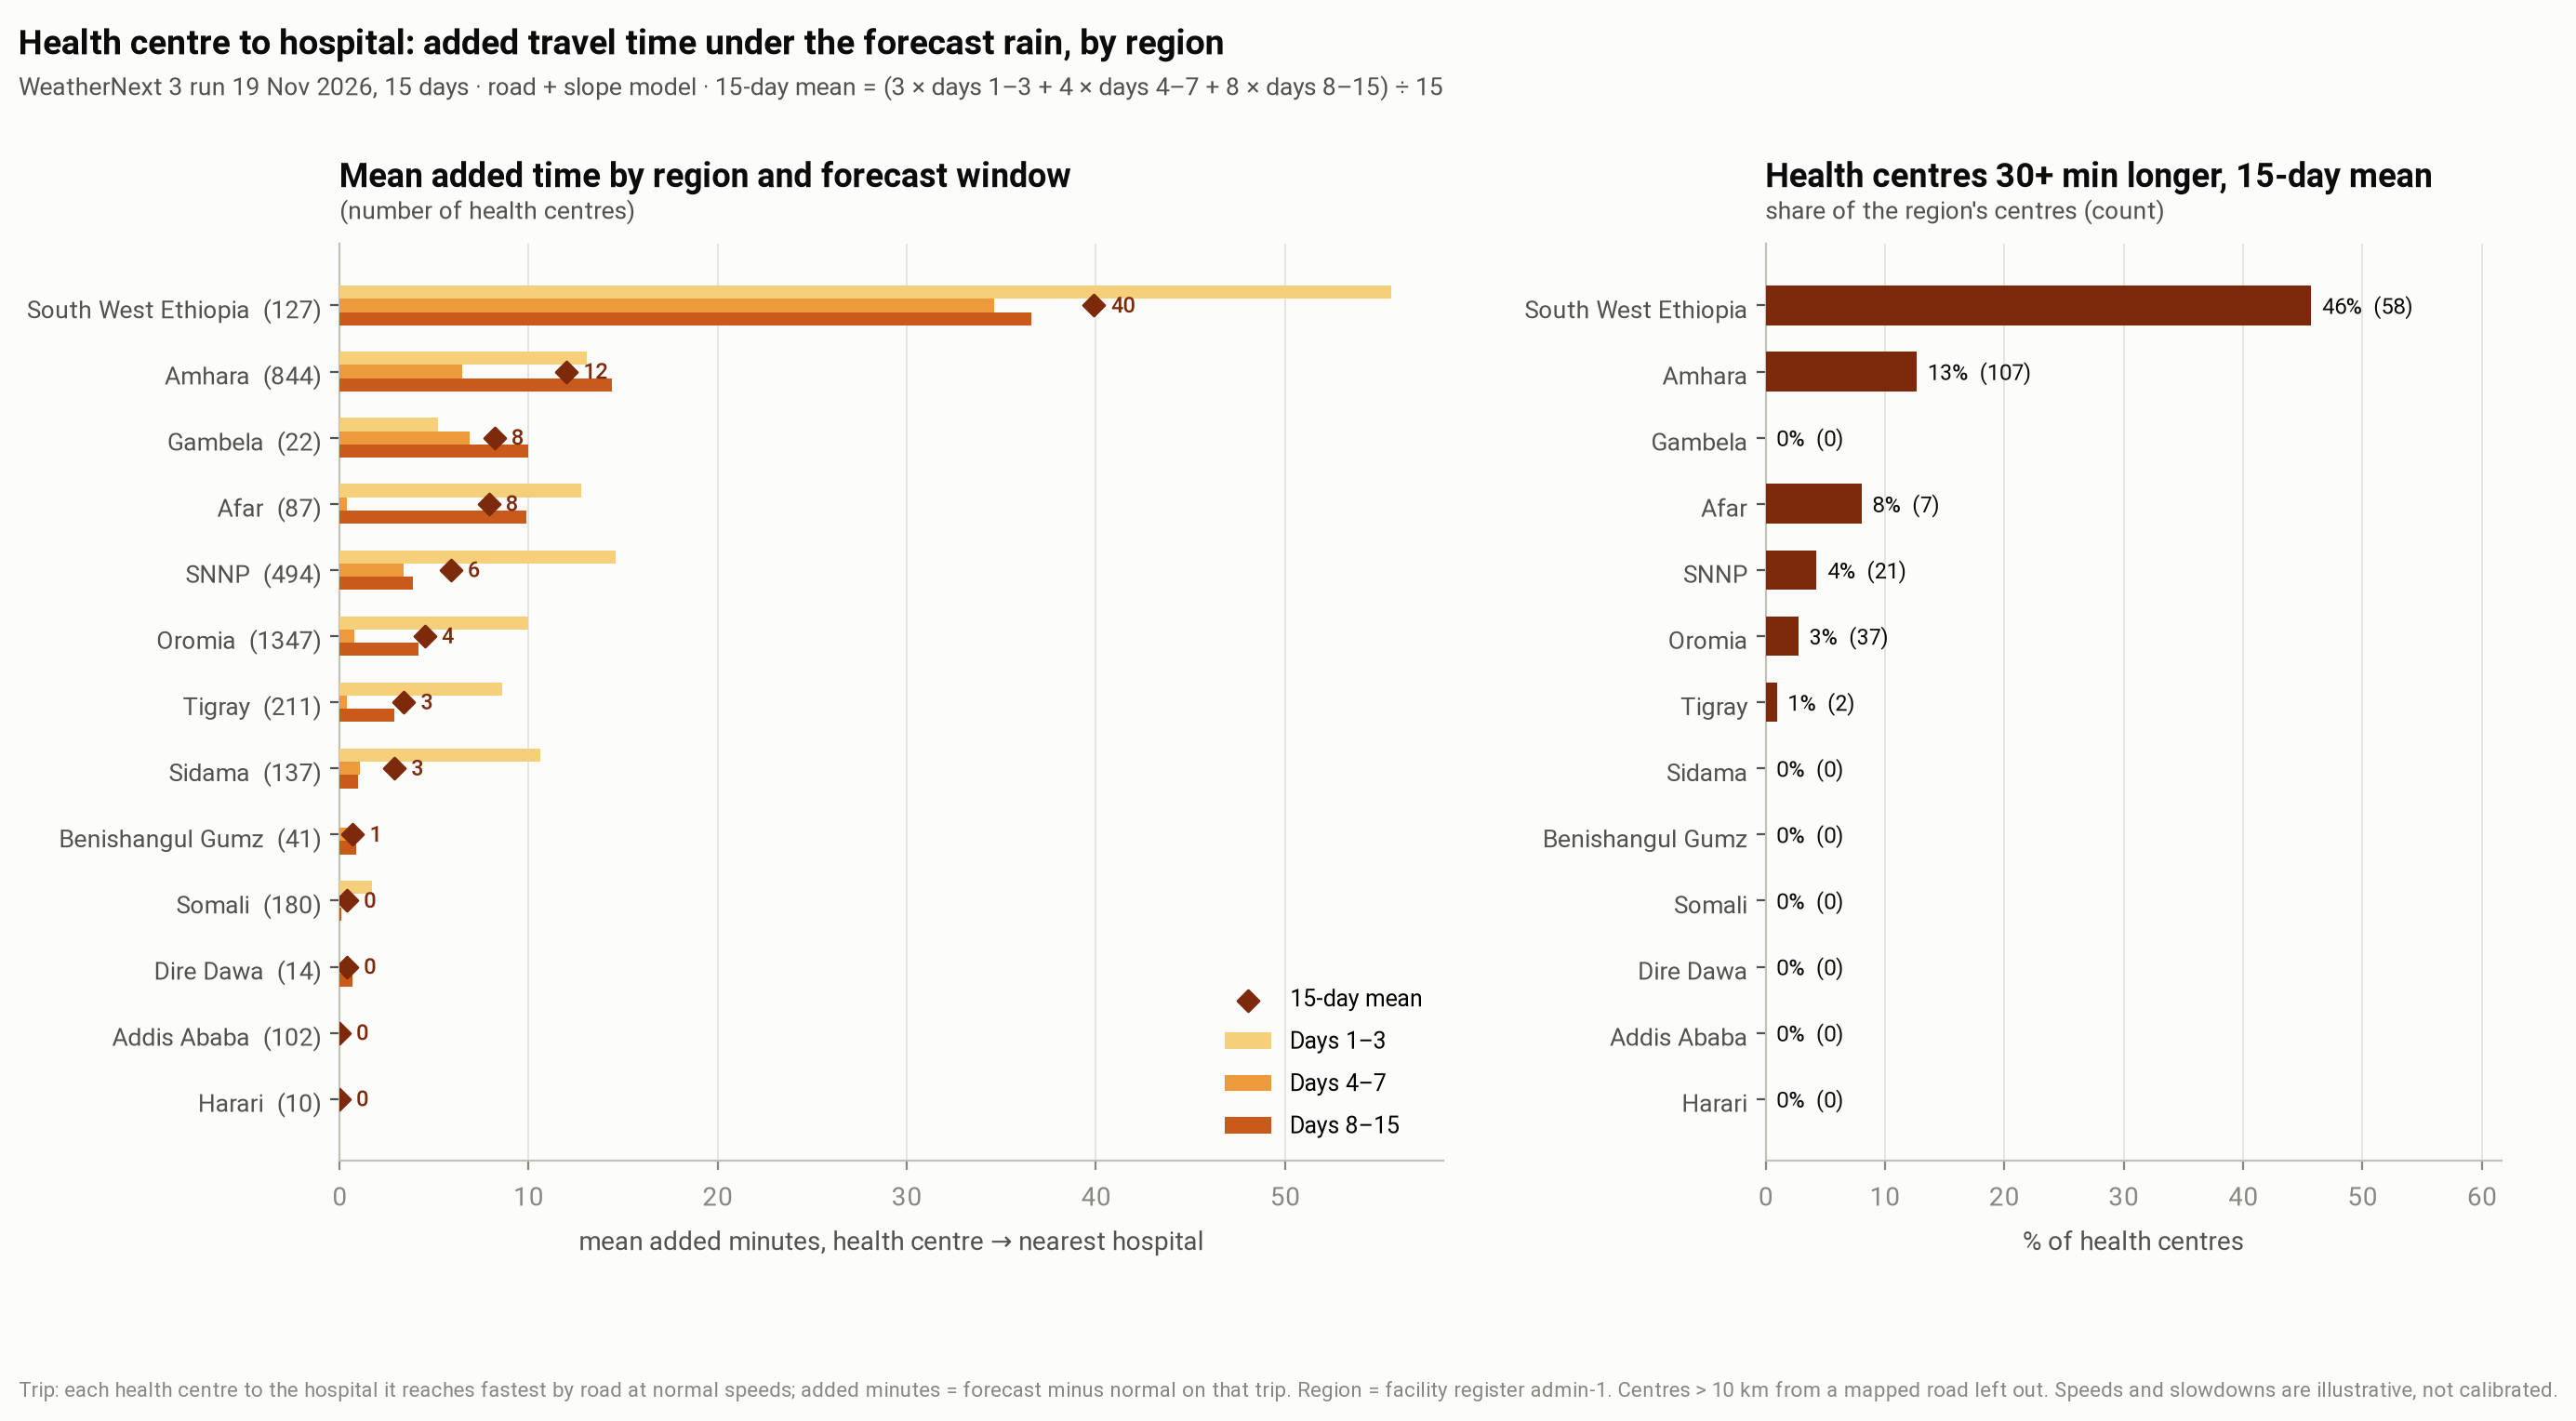 Health centre to hospital: added travel time under the forecast rain, by region
WeatherNext 3 run 19 Nov 2026, 15 days · road + slope model · 15-day mean = (3 × days 1–3 + 4 × days 4–7 + 8 × days 8–15) ÷ 15
Mean added time by region and forecast window
(number of health centres)
South West Ethiopia (127)
40
Amhara (844)
12
Gambela (22)
8
Afar (87)
8
SNNP (494)
6
Oromia (1347)
4
Tigray (211)
3
Sidama (137)
3
Benishangul Gumz (41)
1
Somali (180)
0
Dire Dawa (14)
0
Addis Ababa (102)
0
Harari (10)
0
15-day mean
Days 1–3
Days 4–7
Days 8–15
0 10 20 30 40 50
mean added minutes, health centre → nearest hospital
Health centres 30+ min longer, 15-day mean
share of the region's centres (count)
South West Ethiopia 46% (58)
Amhara 13% (107)
Gambela 0% (0)
Afar 8% (7)
SNNP 4% (21)
Oromia 3% (37)
Tigray 1% (2)
Sidama 0% (0)
Benishangul Gumz 0% (0)
Somali 0% (0)
Dire Dawa 0% (0)
Addis Ababa 0% (0)
Harari 0% (0)
0 10 20 30 40 50 60
% of health centres
Trip: each health centre to the hospital it reaches fastest by road at normal speeds; added minutes = forecast minus normal on that trip. Region = facility register admin-1. Centres > 10 km from a mapped road left out. Speeds and slowdowns are illustrative, not calibrated.